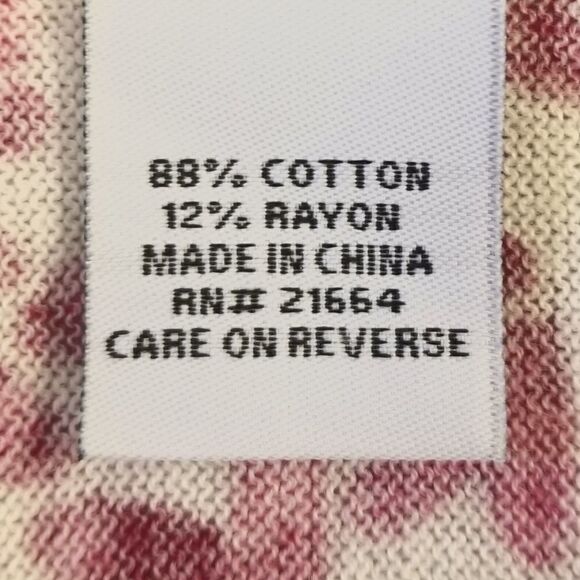 88% COTTON
12% RAYON
MADE IN CHINA
RN# 21664
CARE ON REVERSE